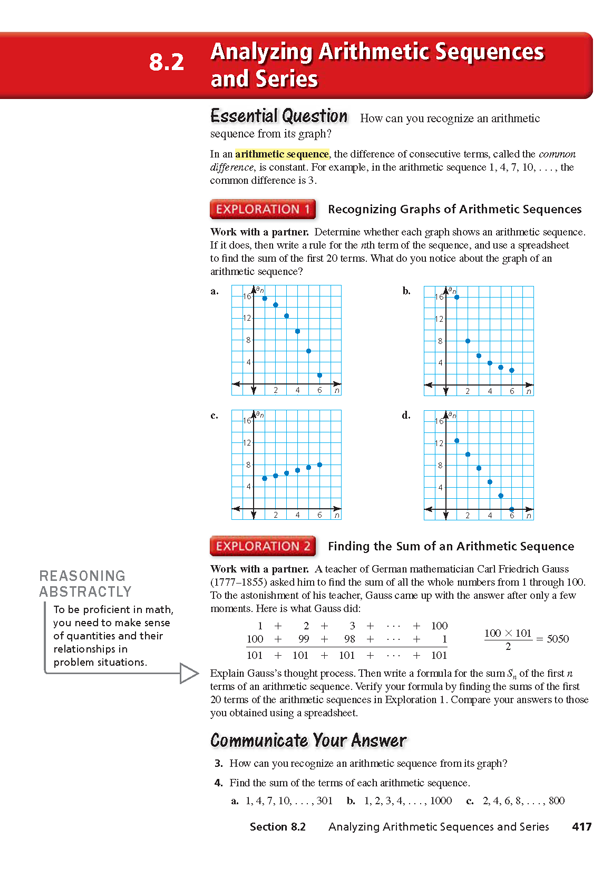 8.2
Analyzing Arithmetic Sequences
and Series
Essential Question How can you recognize an arithmetic
sequence from its graph?
In an arithmetic sequence, the difference of consecutive terms, called the common
difference, is constant. For example, in the arithmetic sequence 1, 4, 7, 10, . . . , the
common difference is 3.
EXPLORATION 1 Recognizing Graphs of Arithmetic Sequences
Work with a partner. Determine whether each graph shows an arithmetic sequence.
If it does, then write a rule for the nth term of the sequence, and use a spreadsheet
to find the sum of the first 20 terms. What do you notice about the graph of an
arithmetic sequence?
a.
16 an
12
8
4
2 4 6 n
b.
16 an
12
8
4
2 4 6 n
c.
16 an
12
8
4
2 4 6 n
d.
16 an
12
8
4
2 4 6 n
EXPLORATION 2 Finding the Sum of an Arithmetic Sequence
REASONING
ABSTRACTLY
To be proficient in math,
you need to make sense
of quantities and their
relationships in
problem situations.
Work with a partner. A teacher of German mathematician Carl Friedrich Gauss
(1777–1855) asked him to find the sum of all the whole numbers from 1 through 100.
To the astonishment of his teacher, Gauss came up with the answer after only a few
moments. Here is what Gauss did:
1 + 2 + 3 + ··· + 100
100 + 99 + 98 + ··· + 1
101 + 101 + 101 + ··· + 101
100 × 101
2
= 5050
Explain Gauss's thought process. Then write a formula for the sum Sn of the first n
terms of an arithmetic sequence. Verify your formula by finding the sums of the first
20 terms of the arithmetic sequences in Exploration 1. Compare your answers to those
you obtained using a spreadsheet.
Communicate Your Answer
3. How can you recognize an arithmetic sequence from its graph?
4. Find the sum of the terms of each arithmetic sequence.
a. 1, 4, 7, 10, . . . , 301 b. 1, 2, 3, 4, . . . , 1000 c. 2, 4, 6, 8, . . . , 800
Section 8.2 Analyzing Arithmetic Sequences and Series 417